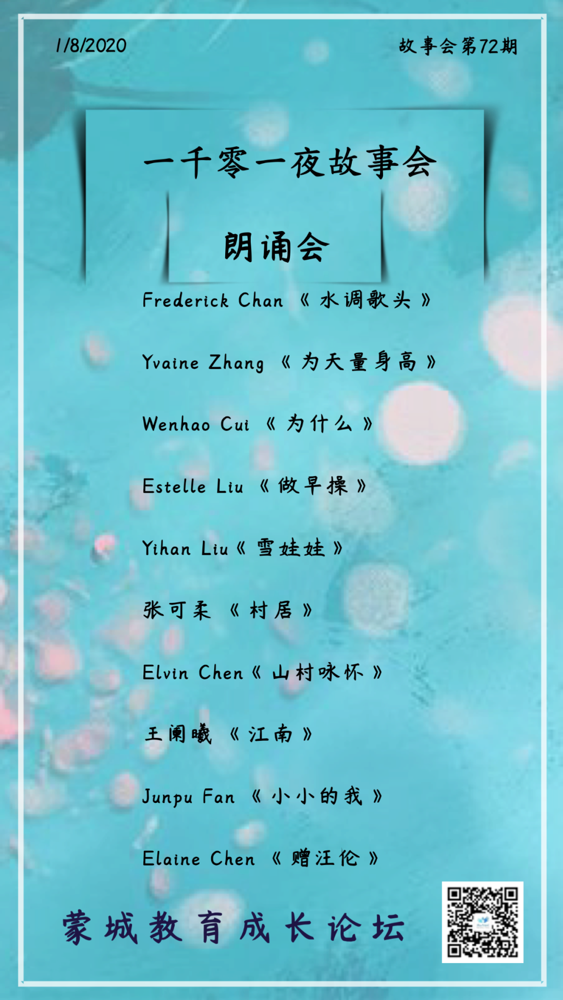 1/8/2020
故事会第72期
一千零一夜故事会
朗诵会
Frederick Chan 《 水调歌头 》
Yvaine Zhang 《 为天量身高 》
Wenhao Cui 《 为什么 》
Estelle Liu 《 做早操 》
Yihan Liu《 雪娃娃 》
张可柔 《 村居 》
Elvin Chen《 山村咏怀 》
王阑曦 《 江南 》
Junpu Fan 《 小小的我 》
Elaine Chen 《 赠汪伦 》
蒙城教育成长论坛